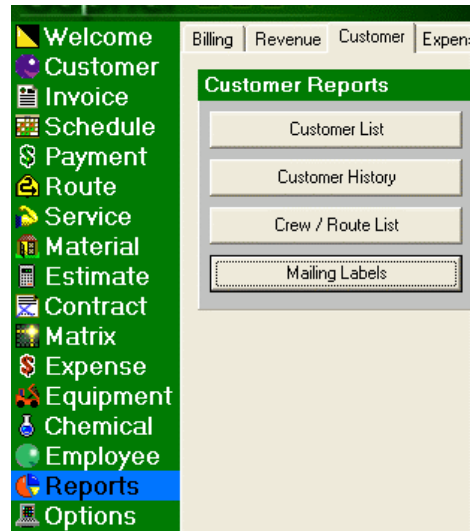 Welcome
Customer
Invoice
Schedule
Payment
Route
Service
Material
Estimate
Contract
Matrix
Expense
Equipment
Chemical
Employee
Reports
Options
Billing
Revenue
Customer
Customer Reports
Customer List
Customer History
Crew / Route List
Mailing Labels